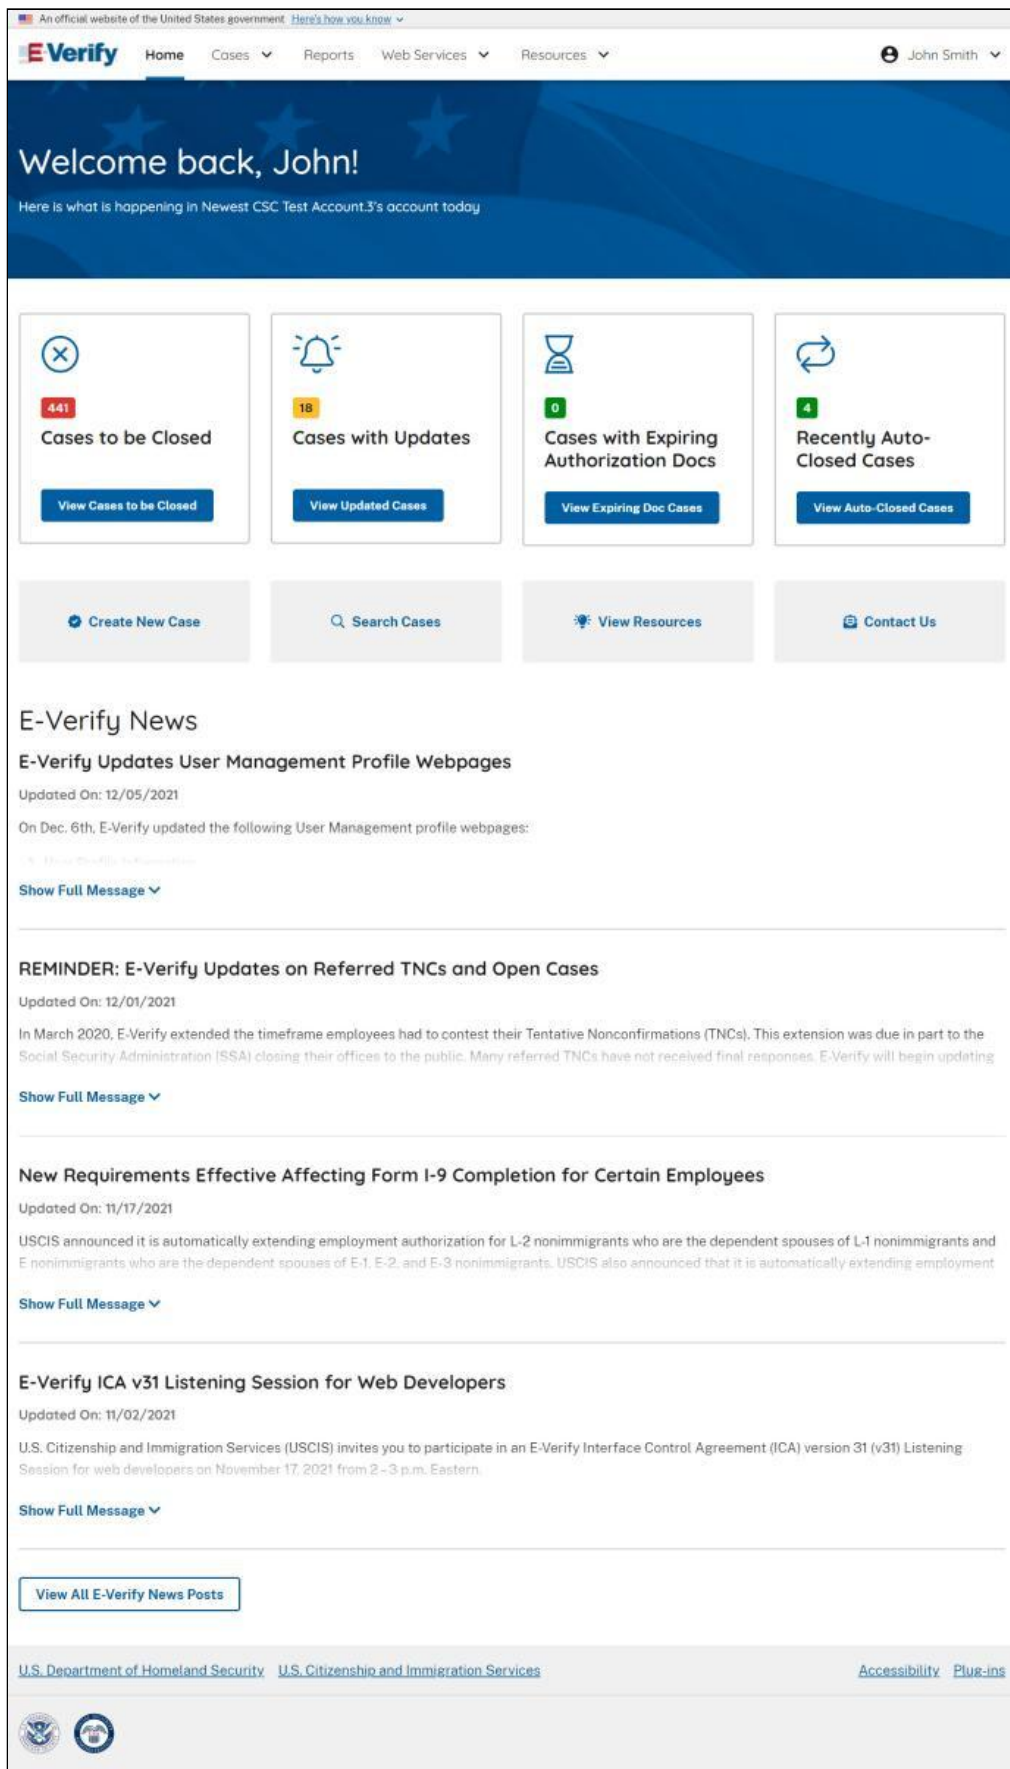 An official website of the United States government Here's how you know
E-Verify Home Cases Reports Web Services Resources John Smith
Welcome back, John!
Here is what is happening in Newest CSC Test Account.3's account today
441 18 0 4
Cases to be Closed
Cases with Updates
Cases with Expiring
Authorization Docs
Recently Auto-
Closed Cases
View Cases to be Closed
View Updated Cases
View Expiring Doc Cases
View Auto-Closed Cases
Create New Case
Search Cases
View Resources
Contact Us
E-Verify News
E-Verify Updates User Management Profile Webpages
Updated On: 12/05/2021
On Dec. 6th, E-Verify updated the following User Management profile webpages:
Show Full Message
REMINDER: E-Verify Updates on Referred TNCs and Open Cases
Updated On: 12/01/2021
In March 2020, E-Verify extended the timeframe employees had to contest their Tentative Nonconfirmations (TNCs). This extension was due in part to the
Social Security Administration (SSA) closing their offices to the public. Many referred TNCs have not received final responses. E-Verify will begin updating
Show Full Message
New Requirements Effective Affecting Form I-9 Completion for Certain Employees
Updated On: 11/17/2021
USCIS announced it is automatically extending employment authorization for L-2 nonimmigrants who are the dependent spouses of L-1 nonimmigrants and
E nonimmigrants who are the dependent spouses of E-1, E-2, and E-3 nonimmigrants. USCIS also announced that it is automatically extending employment
Show Full Message
E-Verify ICA v31 Listening Session for Web Developers
Updated On: 11/02/2021
U.S. Citizenship and Immigration Services (USCIS) invites you to participate in an E-Verify Interface Control Agreement (ICA) version 31 (v31) Listening
Session for web developers on November 17, 2021 from 2 – 3 p.m. Eastern.
Show Full Message
View All E-Verify News Posts
U.S. Department of Homeland Security U.S. Citizenship and Immigration Services Accessibility Plug-ins